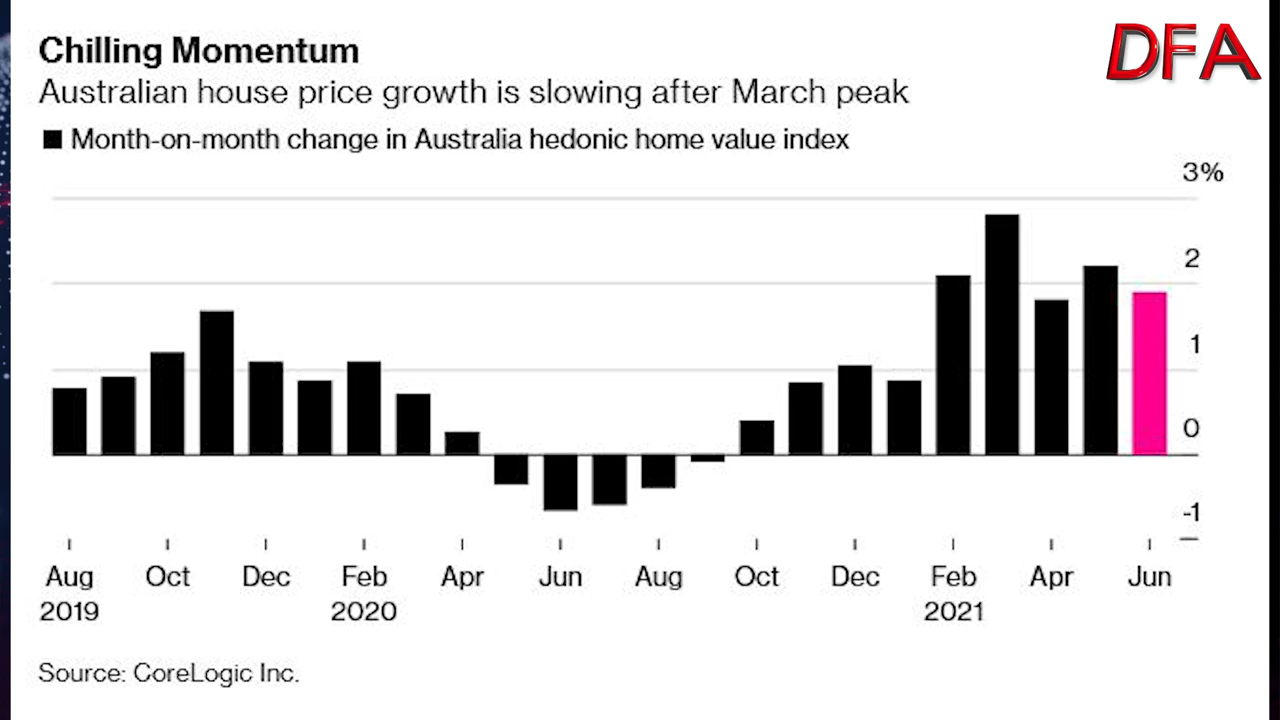 DFA
Chilling Momentum
Australian house price growth is slowing after March peak
Month-on-month change in Australia hedonic home value index
3%
2
1
0
-1
Aug Oct Dec Feb Apr Jun Aug Oct Dec Feb Apr Jun
2019 2020 2021
Source: CoreLogic Inc.